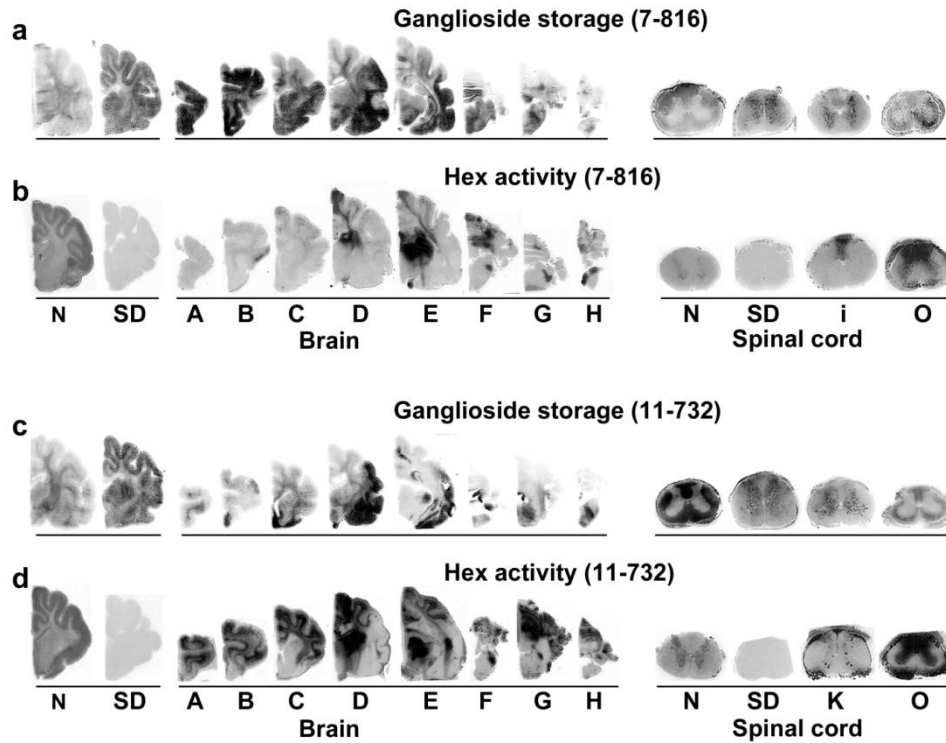 a
Ganglioside storage (7-816)
b
Hex activity (7-816)
N SD A B C D E F G H N SD i O
Brain Spinal cord
Ganglioside storage (11-732)
c
Hex activity (11-732)
d
N SD A B C D E F G H N SD K O
Brain Spinal cord